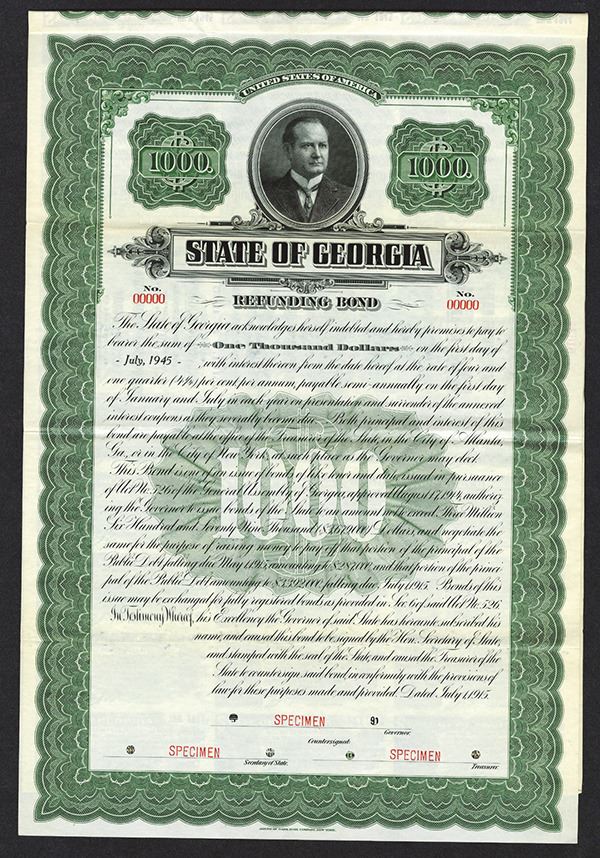 UNITED STATES OF AMERICA
1000. 1000.
STATE OF GEORGIA
No. No.
00000 00000
REFUNDING BOND
The State of Georgia acknowledges herself indebted and hereby promises to pay to
bearer the sum of One Thousand Dollars on the first day of
- July, 1945 - , with interest thereon from the date hereof at the rate of four and
one quarter (4¼) per cent per annum, payable semi-annually on the first day
of January and July in each year on presentation and surrender of the annexed
interest coupons as they severally become due. Both principal and interest of this
bond are payable at the office of the Treasurer of the State, in the City of Atlanta,
Ga., or in the City of New York, at such place as the Governor may elect.
This Bond is one of an issue of bonds of like tenor and date, issued in pursuance
of Act No. 526 of the General Assembly of Georgia, approved August 17, 1914, authoriz-
ing the Governor to issue bonds of the State to an amount not to exceed Three Million
Six Hundred and Seventy Nine Thousand ($3,679,000) Dollars, and negotiate the
same for the purpose of raising money to pay off that portion of the principal of the
Public Debt falling due May 1, 1915, amounting to $287,000, and that portion of the princi-
pal of the Public Debt amounting to $3,392,000, falling due July 1, 1915. Bonds of this
issue may be exchanged for fully registered bonds as provided in Sec. 6 of said Act No. 526.
In Testimony Whereof, his Excellency the Governor of said State has hereunto subscribed his
name, and caused this bond to be signed by the Hon. Secretary of State,
and stamped with the seal of the State, and caused the Treasurer of the
State to countersign said bond, in conformity with the provisions of
law for these purposes made and provided. Dated July 1, 1915.
1000
SPECIMEN
Governor.
Countersigned:
SPECIMEN SPECIMEN
Secretary of State. Treasurer.